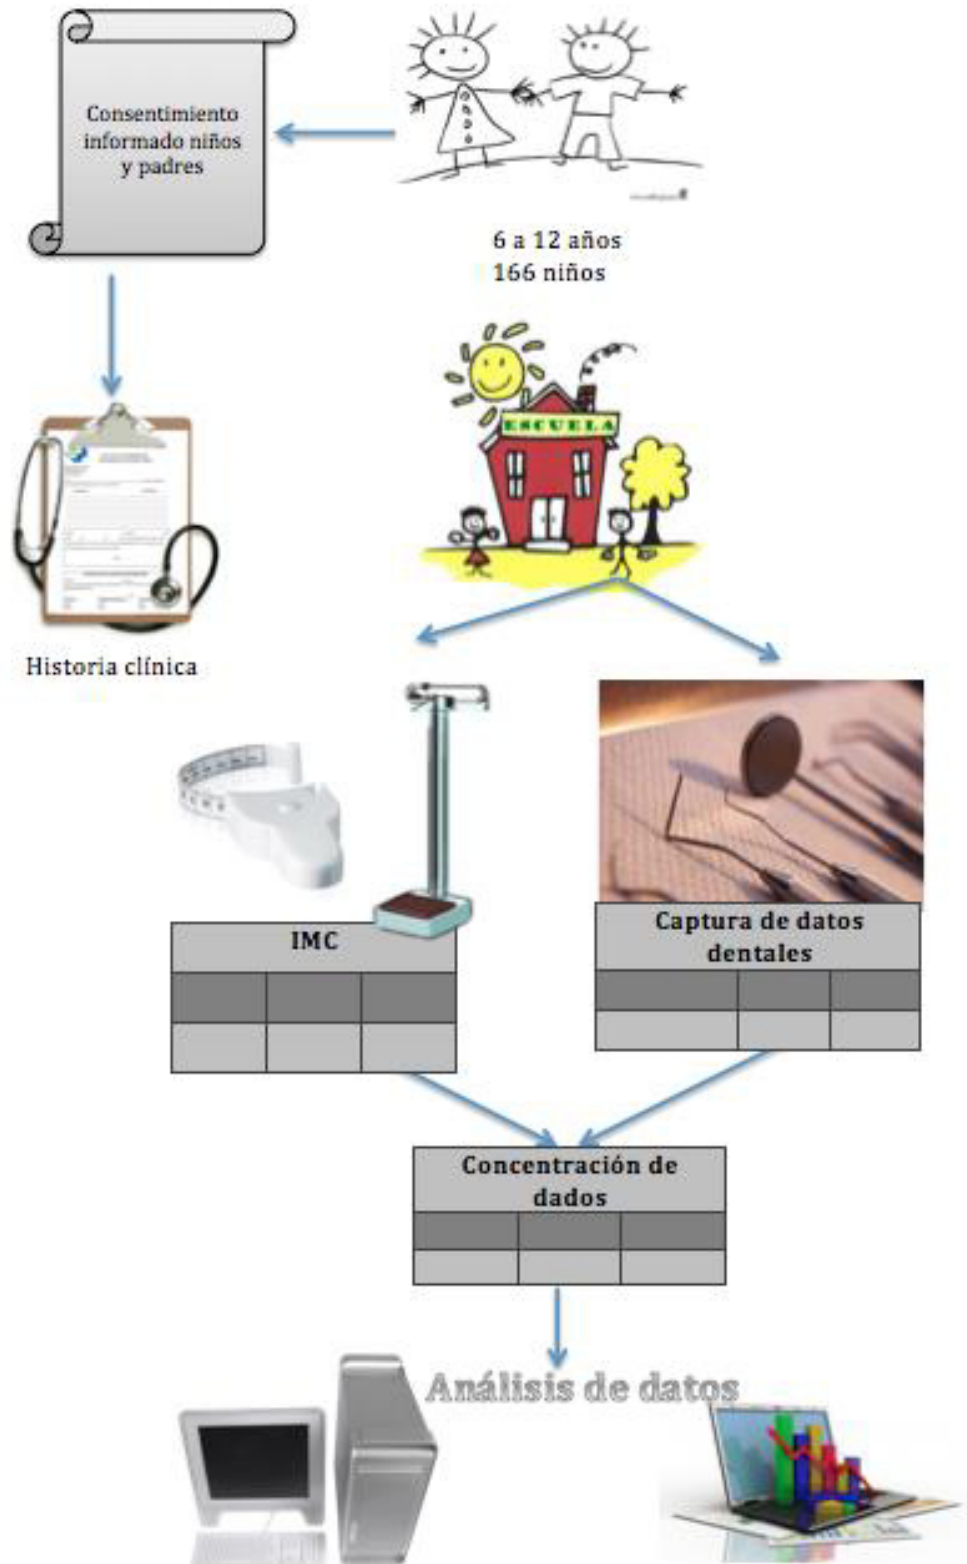 Consentimiento
informado niños
y padres
6 a 12 años
166 niños
ESCUELA
Historia clínica
IMC
Captura de datos
dentales
Concentración de
dados
Análisis de datos